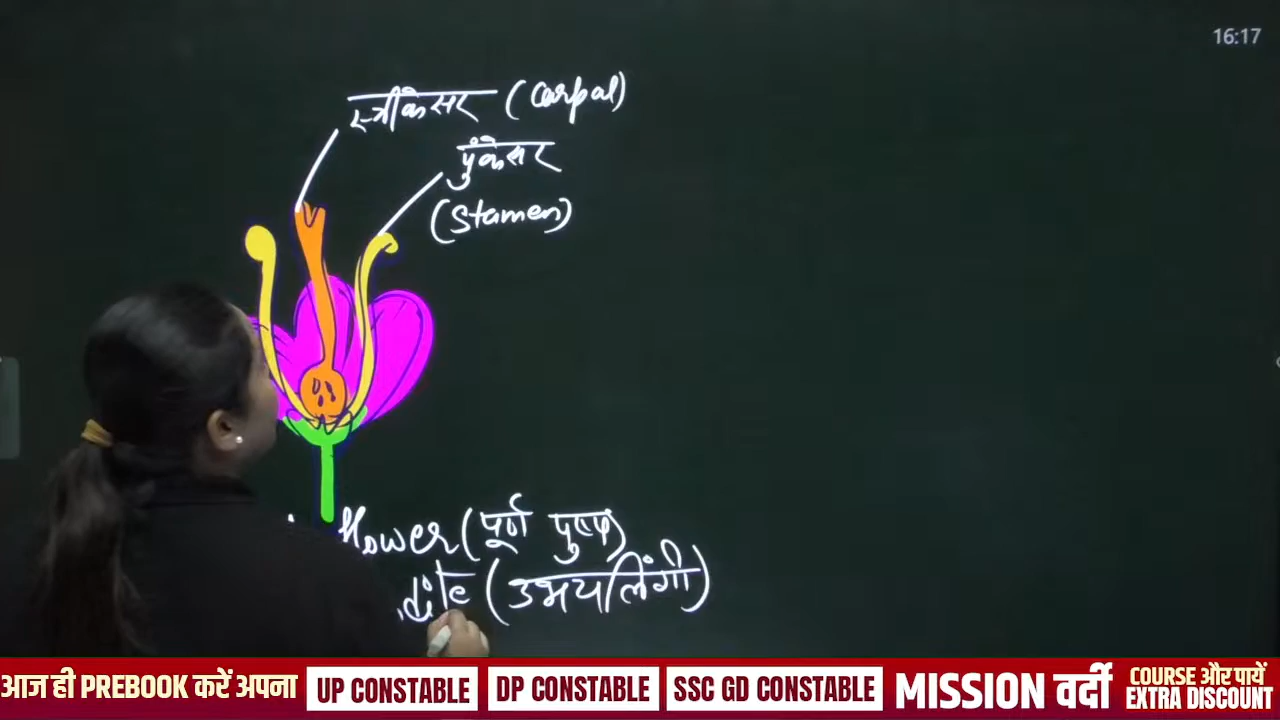 16:17
स्त्रीकेसर (Carpal)
पुंकेसर
(Stamen)
flower (पूर्ण पुष्प)
(उभयलिंगी)
आज ही PREBOOK करें अपना UP CONSTABLE DP CONSTABLE SSC GD CONSTABLE MISSION वर्दी COURSE और पायें
EXTRA DISCOUNT